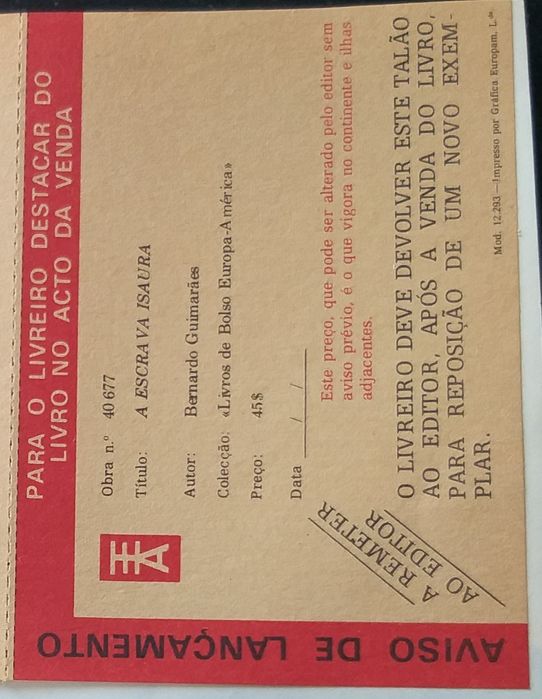 PARA O LIVREIRO DESTACAR DO
LIVRO NO ACTO DA VENDA
AVISO DE LANÇAMENTO
EA
Obra n.º 40 677
Título: A ESCRAVA ISAURA
Autor: Bernardo Guimarães
Colecção: «Livros de Bolso Europa-América»
Preço: 45$
Data / /
Este preço, que pode ser alterado pelo editor sem
aviso prévio, é o que vigora no continente e ilhas
adjacentes.
A REMETER
AO EDITOR
O LIVREIRO DEVE DEVOLVER ESTE TALÃO
AO EDITOR, APÓS A VENDA DO LIVRO,
PARA REPOSIÇÃO DE UM NOVO EXEM-
PLAR.
Mod. 12.293 — Impresso por Gráfica Europam, L.da